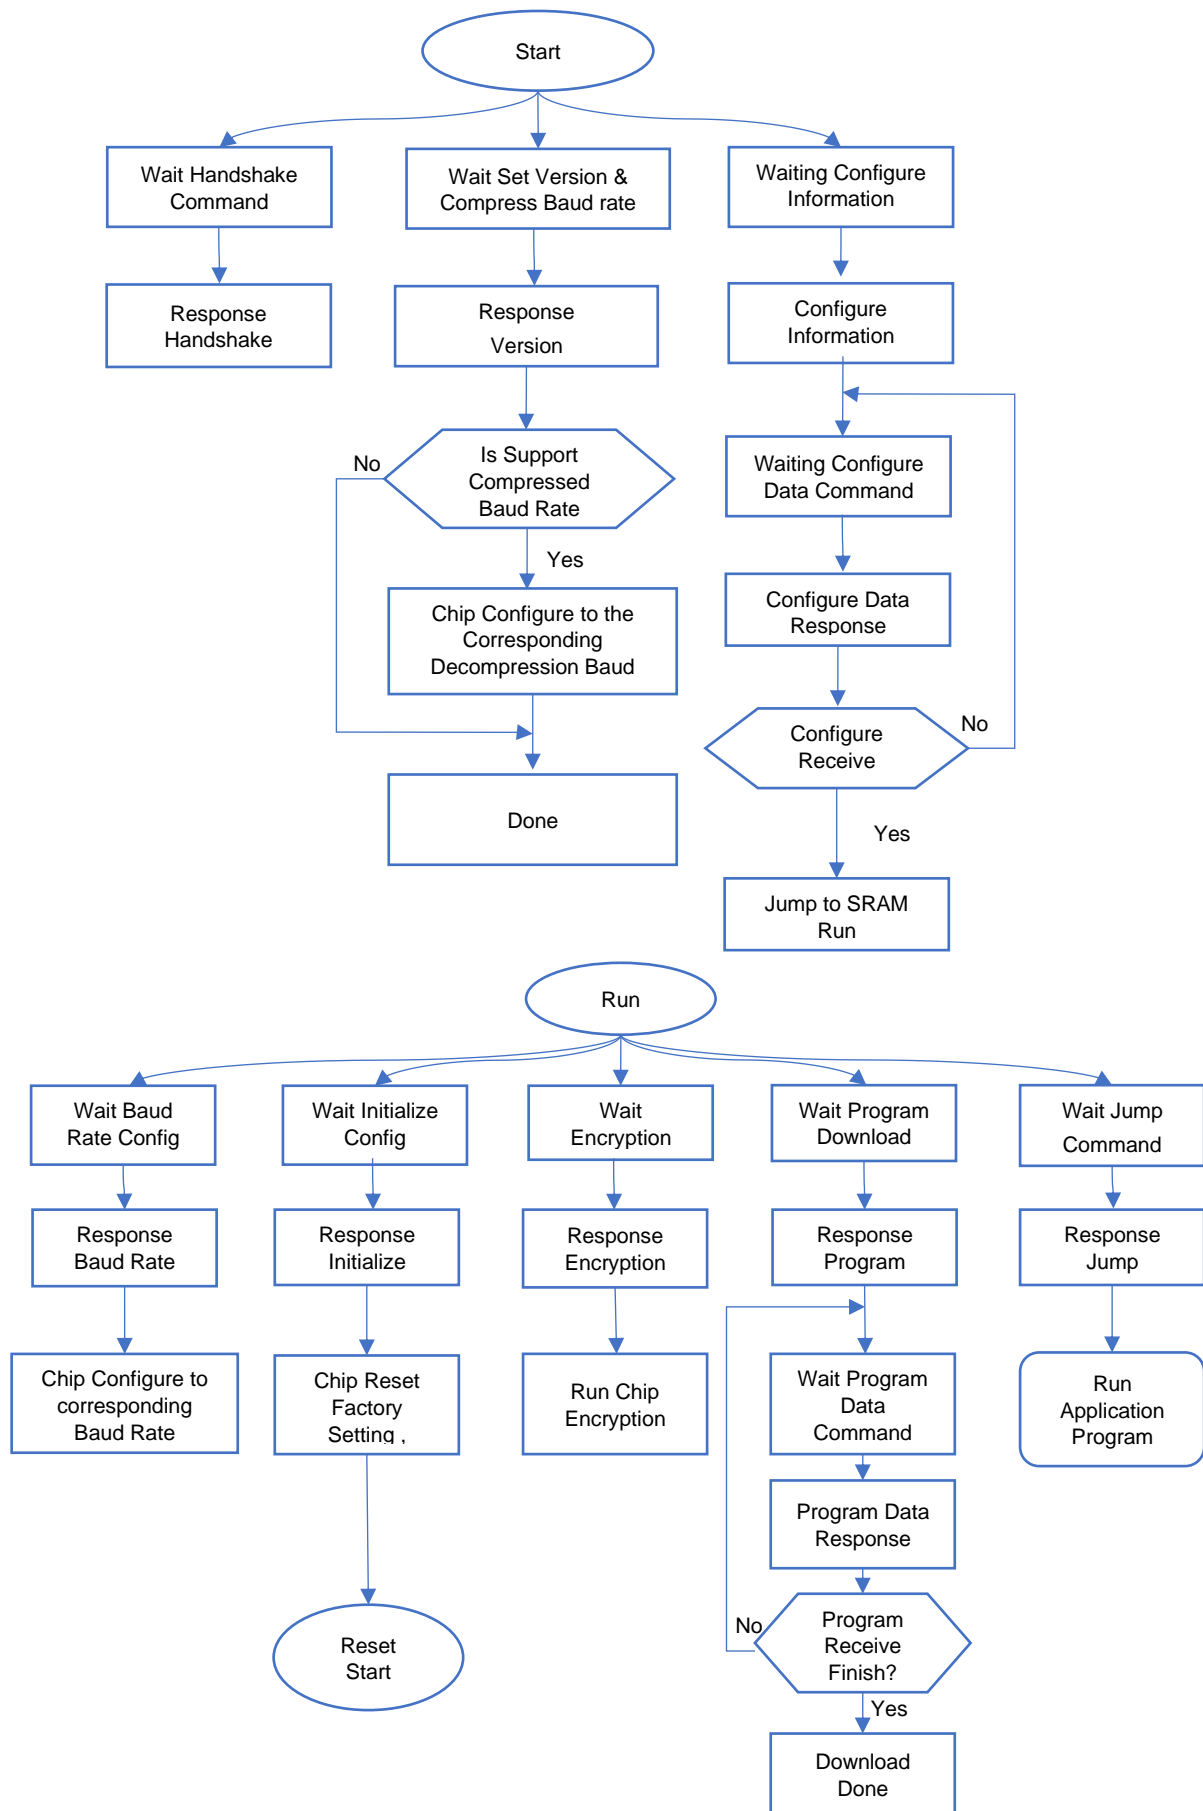 Start
Wait Handshake
Command
Wait Set Version &
Compress Baud rate
Waiting Configure
Information
Response
Handshake
Response
Version
Configure
Information
No
Is Support
Compressed
Baud Rate
Yes
Waiting Configure
Data Command
Chip Configure to the
Corresponding
Decompression Baud
Configure Data
Response
Configure
Receive
No
Done
Yes
Jump to SRAM
Run
Run
Wait Baud
Rate Config
Wait Initialize
Config
Wait
Encryption
Wait Program
Download
Wait Jump
Command
Response
Baud Rate
Response
Initialize
Response
Encryption
Response
Program
Response
Jump
Chip Configure to
corresponding
Baud Rate
Chip Reset
Factory
Setting ,
Run Chip
Encryption
Wait Program
Data
Command
Run
Application
Program
Program Data
Response
Reset
Start
No
Program
Receive
Finish?
Yes
Download
Done